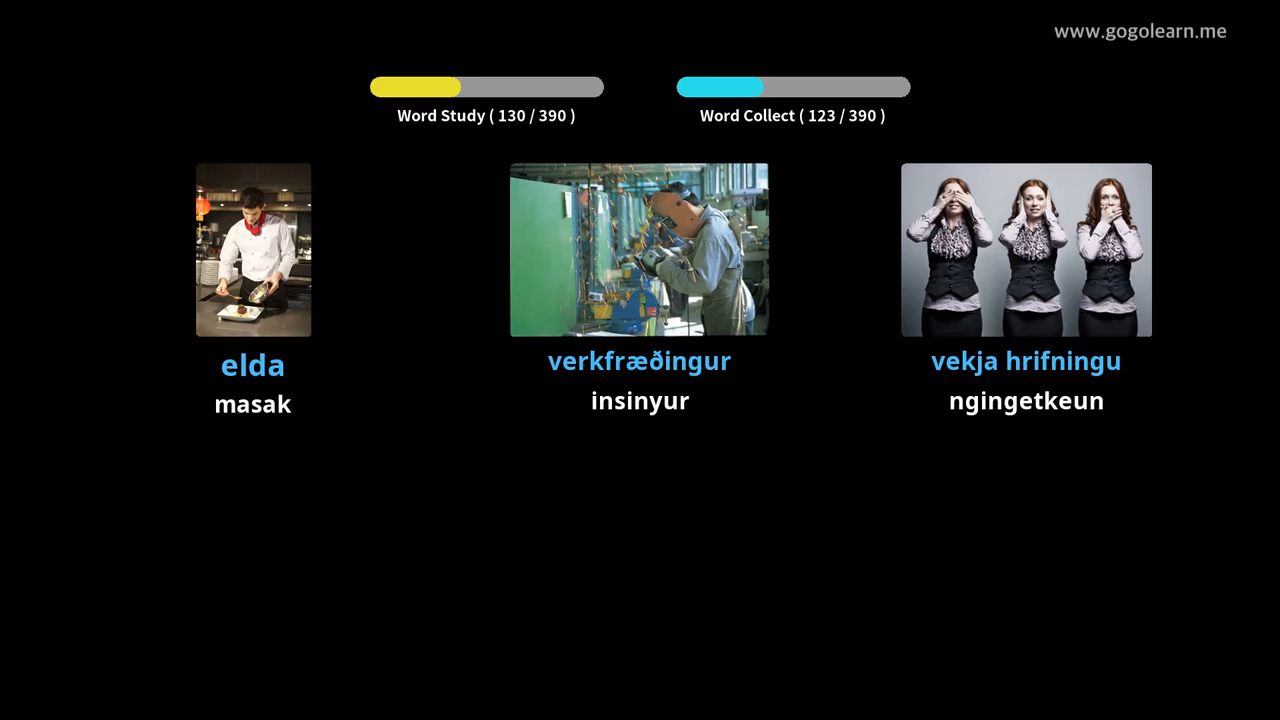 www.gogolearn.me
Word Study ( 130 / 390 )
Word Collect ( 123 / 390 )
elda
masak
verkfræðingur
insinyur
vekja hrifningu
ngingetkeun